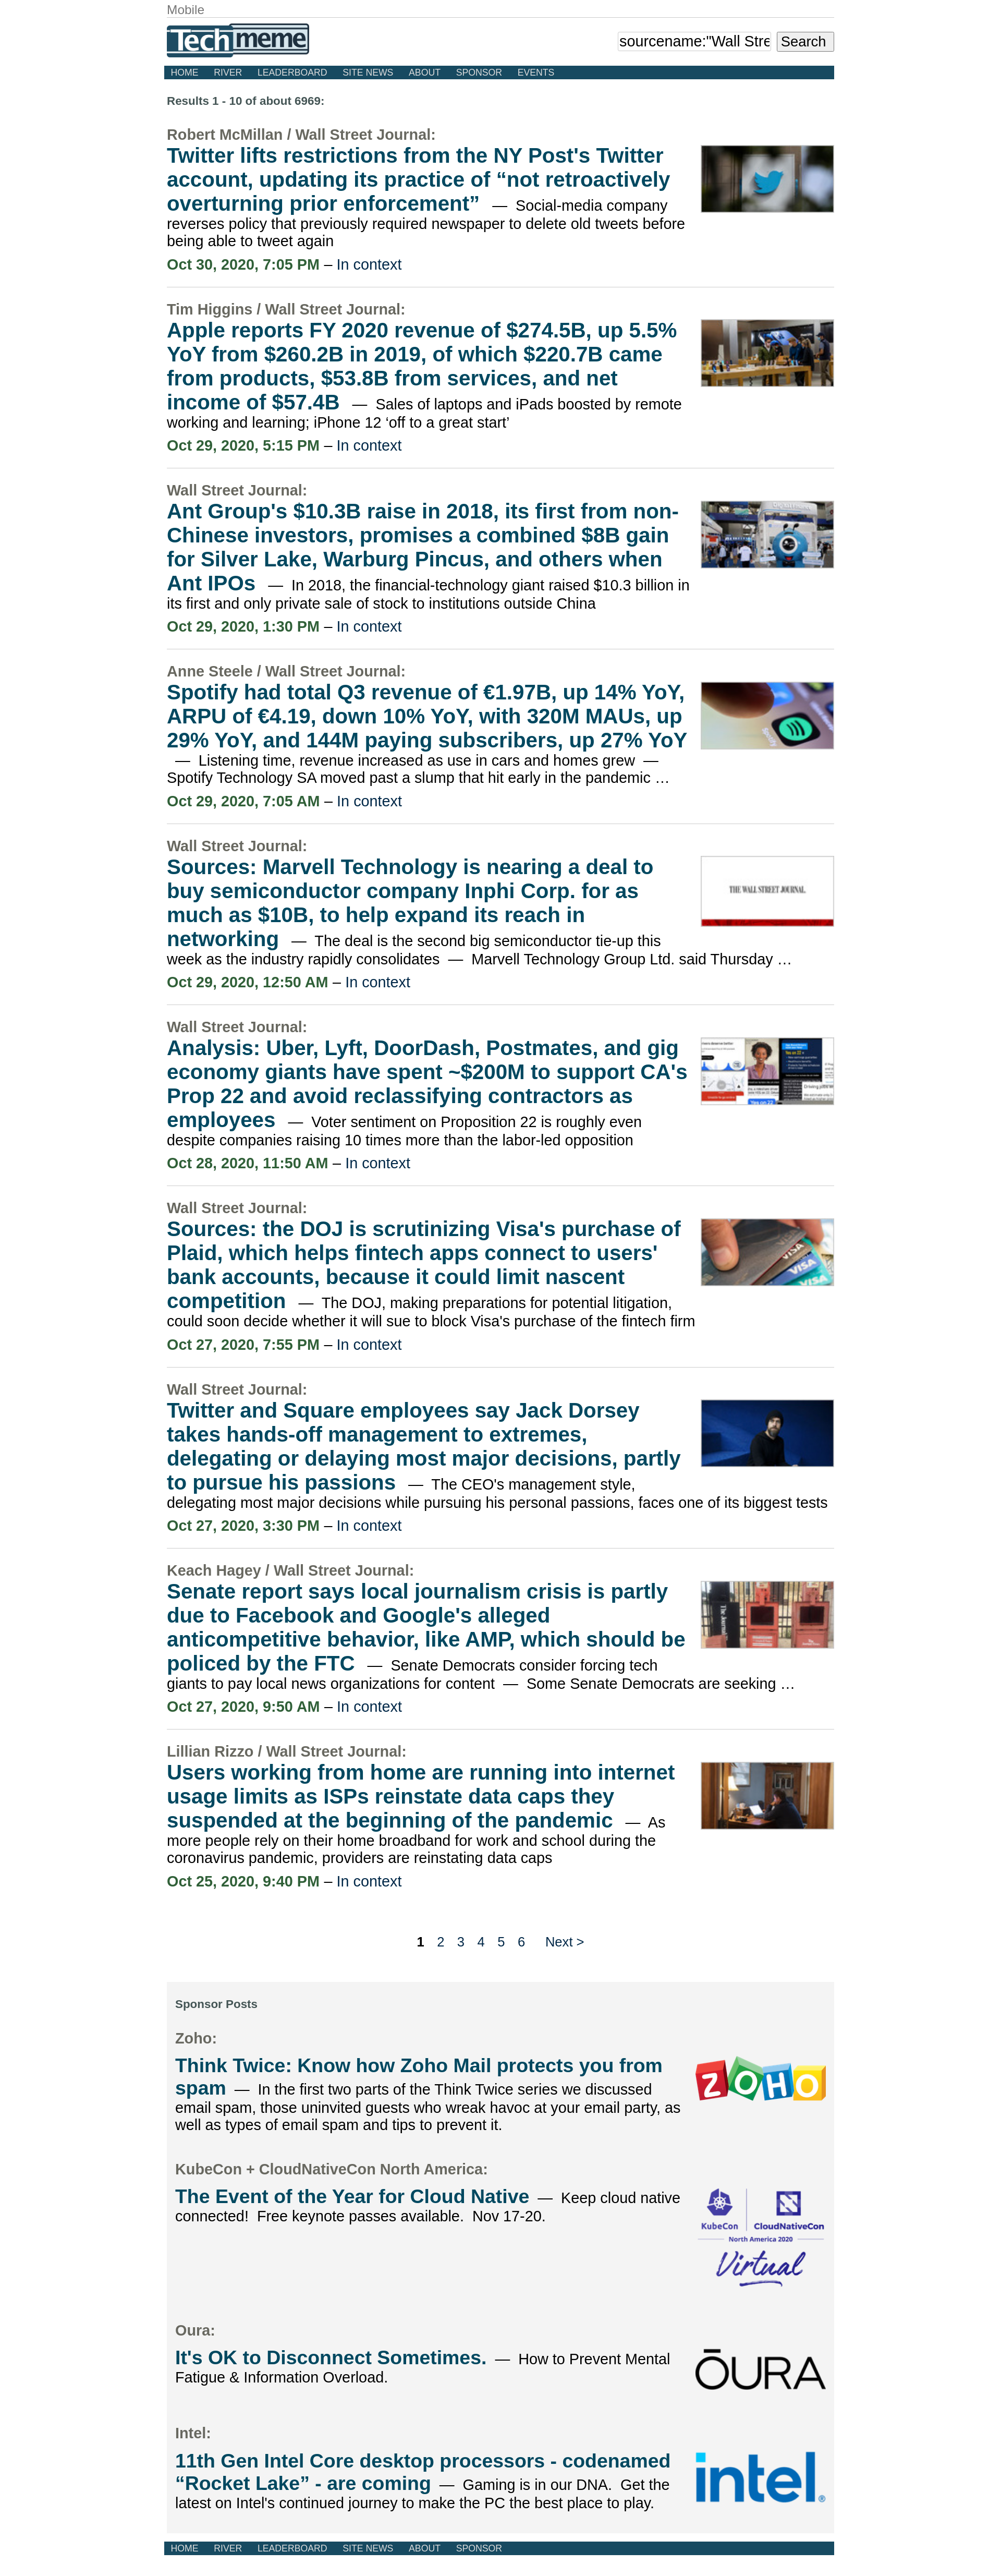 Mobile
Techmeme
sourcename:"Wall Stre
Search
HOME RIVER LEADERBOARD SITE NEWS ABOUT SPONSOR EVENTS
Results 1 - 10 of about 6969:
Robert McMillan / Wall Street Journal:
Twitter lifts restrictions from the NY Post's Twitter
account, updating its practice of “not retroactively
overturning prior enforcement” — Social-media company
reverses policy that previously required newspaper to delete old tweets before
being able to tweet again
Oct 30, 2020, 7:05 PM – In context
Tim Higgins / Wall Street Journal:
Apple reports FY 2020 revenue of $274.5B, up 5.5%
YoY from $260.2B in 2019, of which $220.7B came
from products, $53.8B from services, and net
income of $57.4B — Sales of laptops and iPads boosted by remote
working and learning; iPhone 12 ‘off to a great start’
Oct 29, 2020, 5:15 PM – In context
Wall Street Journal:
Ant Group's $10.3B raise in 2018, its first from non-
Chinese investors, promises a combined $8B gain
for Silver Lake, Warburg Pincus, and others when
Ant IPOs — In 2018, the financial-technology giant raised $10.3 billion in
its first and only private sale of stock to institutions outside China
Oct 29, 2020, 1:30 PM – In context
Anne Steele / Wall Street Journal:
Spotify had total Q3 revenue of €1.97B, up 14% YoY,
ARPU of €4.19, down 10% YoY, with 320M MAUs, up
29% YoY, and 144M paying subscribers, up 27% YoY
— Listening time, revenue increased as use in cars and homes grew —
Spotify Technology SA moved past a slump that hit early in the pandemic …
Oct 29, 2020, 7:05 AM – In context
Wall Street Journal:
Sources: Marvell Technology is nearing a deal to
buy semiconductor company Inphi Corp. for as
much as $10B, to help expand its reach in
networking — The deal is the second big semiconductor tie-up this
week as the industry rapidly consolidates — Marvell Technology Group Ltd. said Thursday …
THE WALL STREET JOURNAL.
Oct 29, 2020, 12:50 AM – In context
Wall Street Journal:
Analysis: Uber, Lyft, DoorDash, Postmates, and gig
economy giants have spent ~$200M to support CA's
Prop 22 and avoid reclassifying contractors as
employees — Voter sentiment on Proposition 22 is roughly even
despite companies raising 10 times more than the labor-led opposition
Oct 28, 2020, 11:50 AM – In context
Wall Street Journal:
Sources: the DOJ is scrutinizing Visa's purchase of
Plaid, which helps fintech apps connect to users'
bank accounts, because it could limit nascent
competition — The DOJ, making preparations for potential litigation,
could soon decide whether it will sue to block Visa's purchase of the fintech firm
VISA
VISA
Oct 27, 2020, 7:55 PM – In context
Wall Street Journal:
Twitter and Square employees say Jack Dorsey
takes hands-off management to extremes,
delegating or delaying most major decisions, partly
to pursue his passions — The CEO's management style,
delegating most major decisions while pursuing his personal passions, faces one of its biggest tests
Oct 27, 2020, 3:30 PM – In context
Keach Hagey / Wall Street Journal:
Senate report says local journalism crisis is partly
due to Facebook and Google's alleged
anticompetitive behavior, like AMP, which should be
policed by the FTC — Senate Democrats consider forcing tech
giants to pay local news organizations for content — Some Senate Democrats are seeking …
Oct 27, 2020, 9:50 AM – In context
Lillian Rizzo / Wall Street Journal:
Users working from home are running into internet
usage limits as ISPs reinstate data caps they
suspended at the beginning of the pandemic — As
more people rely on their home broadband for work and school during the
coronavirus pandemic, providers are reinstating data caps
Oct 25, 2020, 9:40 PM – In context
1 2 3 4 5 6 Next >
Sponsor Posts
Zoho:
Think Twice: Know how Zoho Mail protects you from
spam — In the first two parts of the Think Twice series we discussed
email spam, those uninvited guests who wreak havoc at your email party, as
well as types of email spam and tips to prevent it.
ZOHO
KubeCon + CloudNativeCon North America:
The Event of the Year for Cloud Native — Keep cloud native
connected! Free keynote passes available. Nov 17-20.
KubeCon CloudNativeCon
North America 2020
Virtual
Oura:
It's OK to Disconnect Sometimes. — How to Prevent Mental
Fatigue & Information Overload.
ŌURA
Intel:
11th Gen Intel Core desktop processors - codenamed
“Rocket Lake” - are coming — Gaming is in our DNA. Get the
latest on Intel's continued journey to make the PC the best place to play.
intel®
HOME RIVER LEADERBOARD SITE NEWS ABOUT SPONSOR